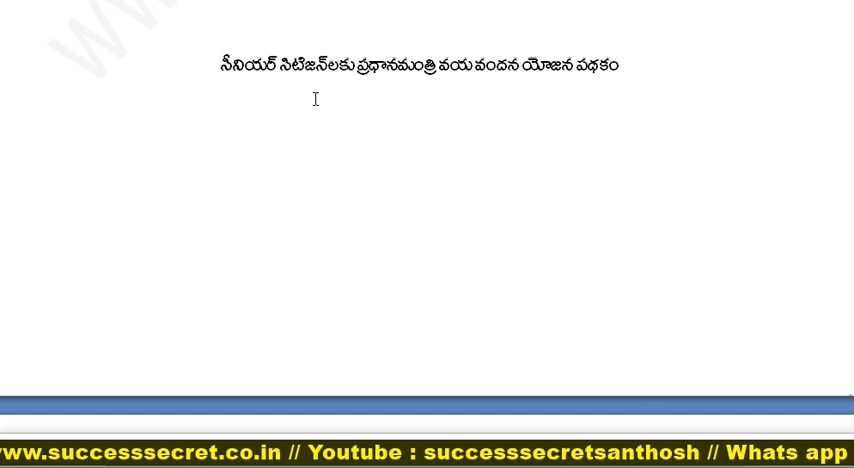 సీనియర్ సిటిజన్‌లకు ప్రధానమంత్రి వయ వందన యోజన పథకం
www.successsecret.co.in // Youtube : successsecretsanthosh // Whats app